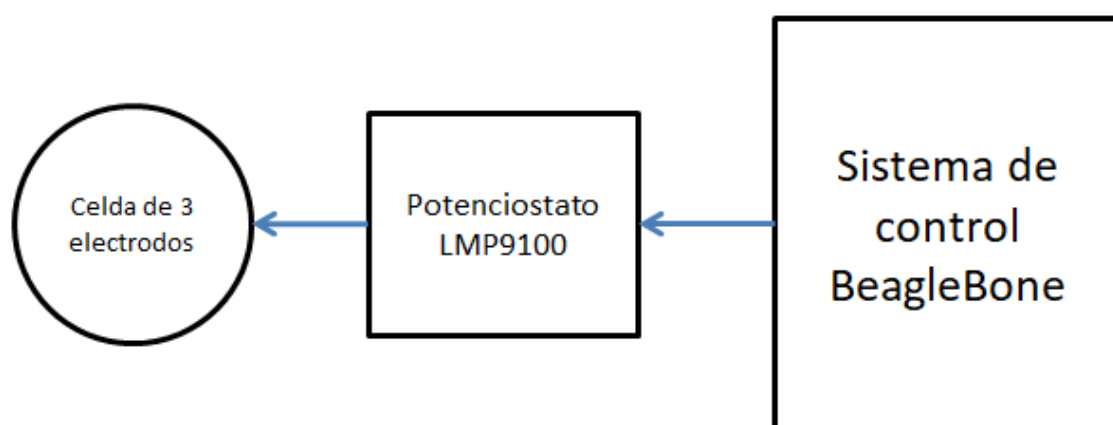 Celda de 3
electrodos
Potenciostato
LMP9100
Sistema de
control
BeagleBone